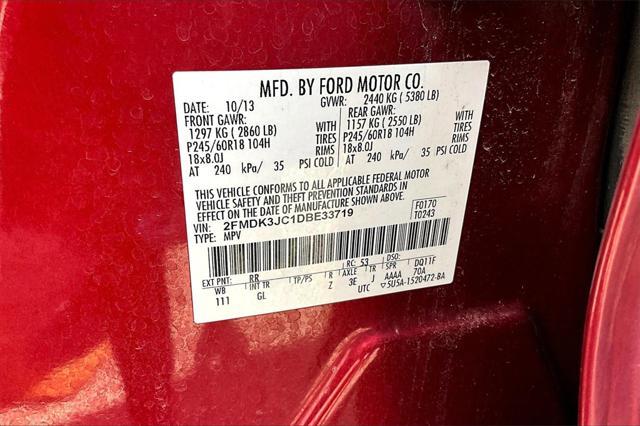 MFD. BY FORD MOTOR CO.
DATE: 10/13 GVWR: 2440 KG ( 5380 LB)
FRONT GAWR: REAR GAWR:
1297 KG ( 2860 LB) WITH 1157 KG ( 2550 LB) WITH
P245/60R18 104H TIRES P245/60R18 104H TIRES
18x8.0J RIMS 18x8.0J RIMS
AT 240 kPa/ 35 PSI COLD AT 240 kPa/ 35 PSI COLD
THIS VEHICLE CONFORMS TO ALL APPLICABLE FEDERAL MOTOR
VEHICLE SAFETY AND THEFT PREVENTION STANDARDS IN
EFFECT ON THE DATE OF MANUFACTURE SHOWN ABOVE.
VIN: 2FMDK3JC1DBE33719 F0170
TYPE: MPV T0243
EXT PNT: RR RC: 53 DSO: DQ11F
WB INT TR TP/PS R AXLE TR SPR 70A
111 GL Z 3E J AAAA
UTC ▽5U5A-1520472-BA